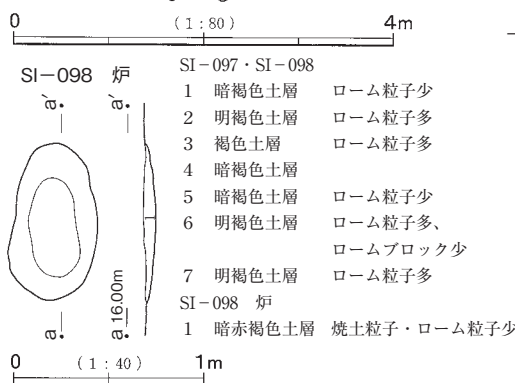 0 (1:80) 4m
SI-098 炉
a′. a′.
a. a 16.00m
SI-097・SI-098
1 暗褐色土層 ローム粒子少
2 明褐色土層 ローム粒子多
3 褐色土層 ローム粒子多
4 暗褐色土層
5 暗褐色土層 ローム粒子少
6 明褐色土層 ローム粒子多、
ロームブロック少
7 明褐色土層 ローム粒子多
SI-098 炉
1 暗赤褐色土層 焼土粒子・ローム粒子少
0 (1:40) 1m